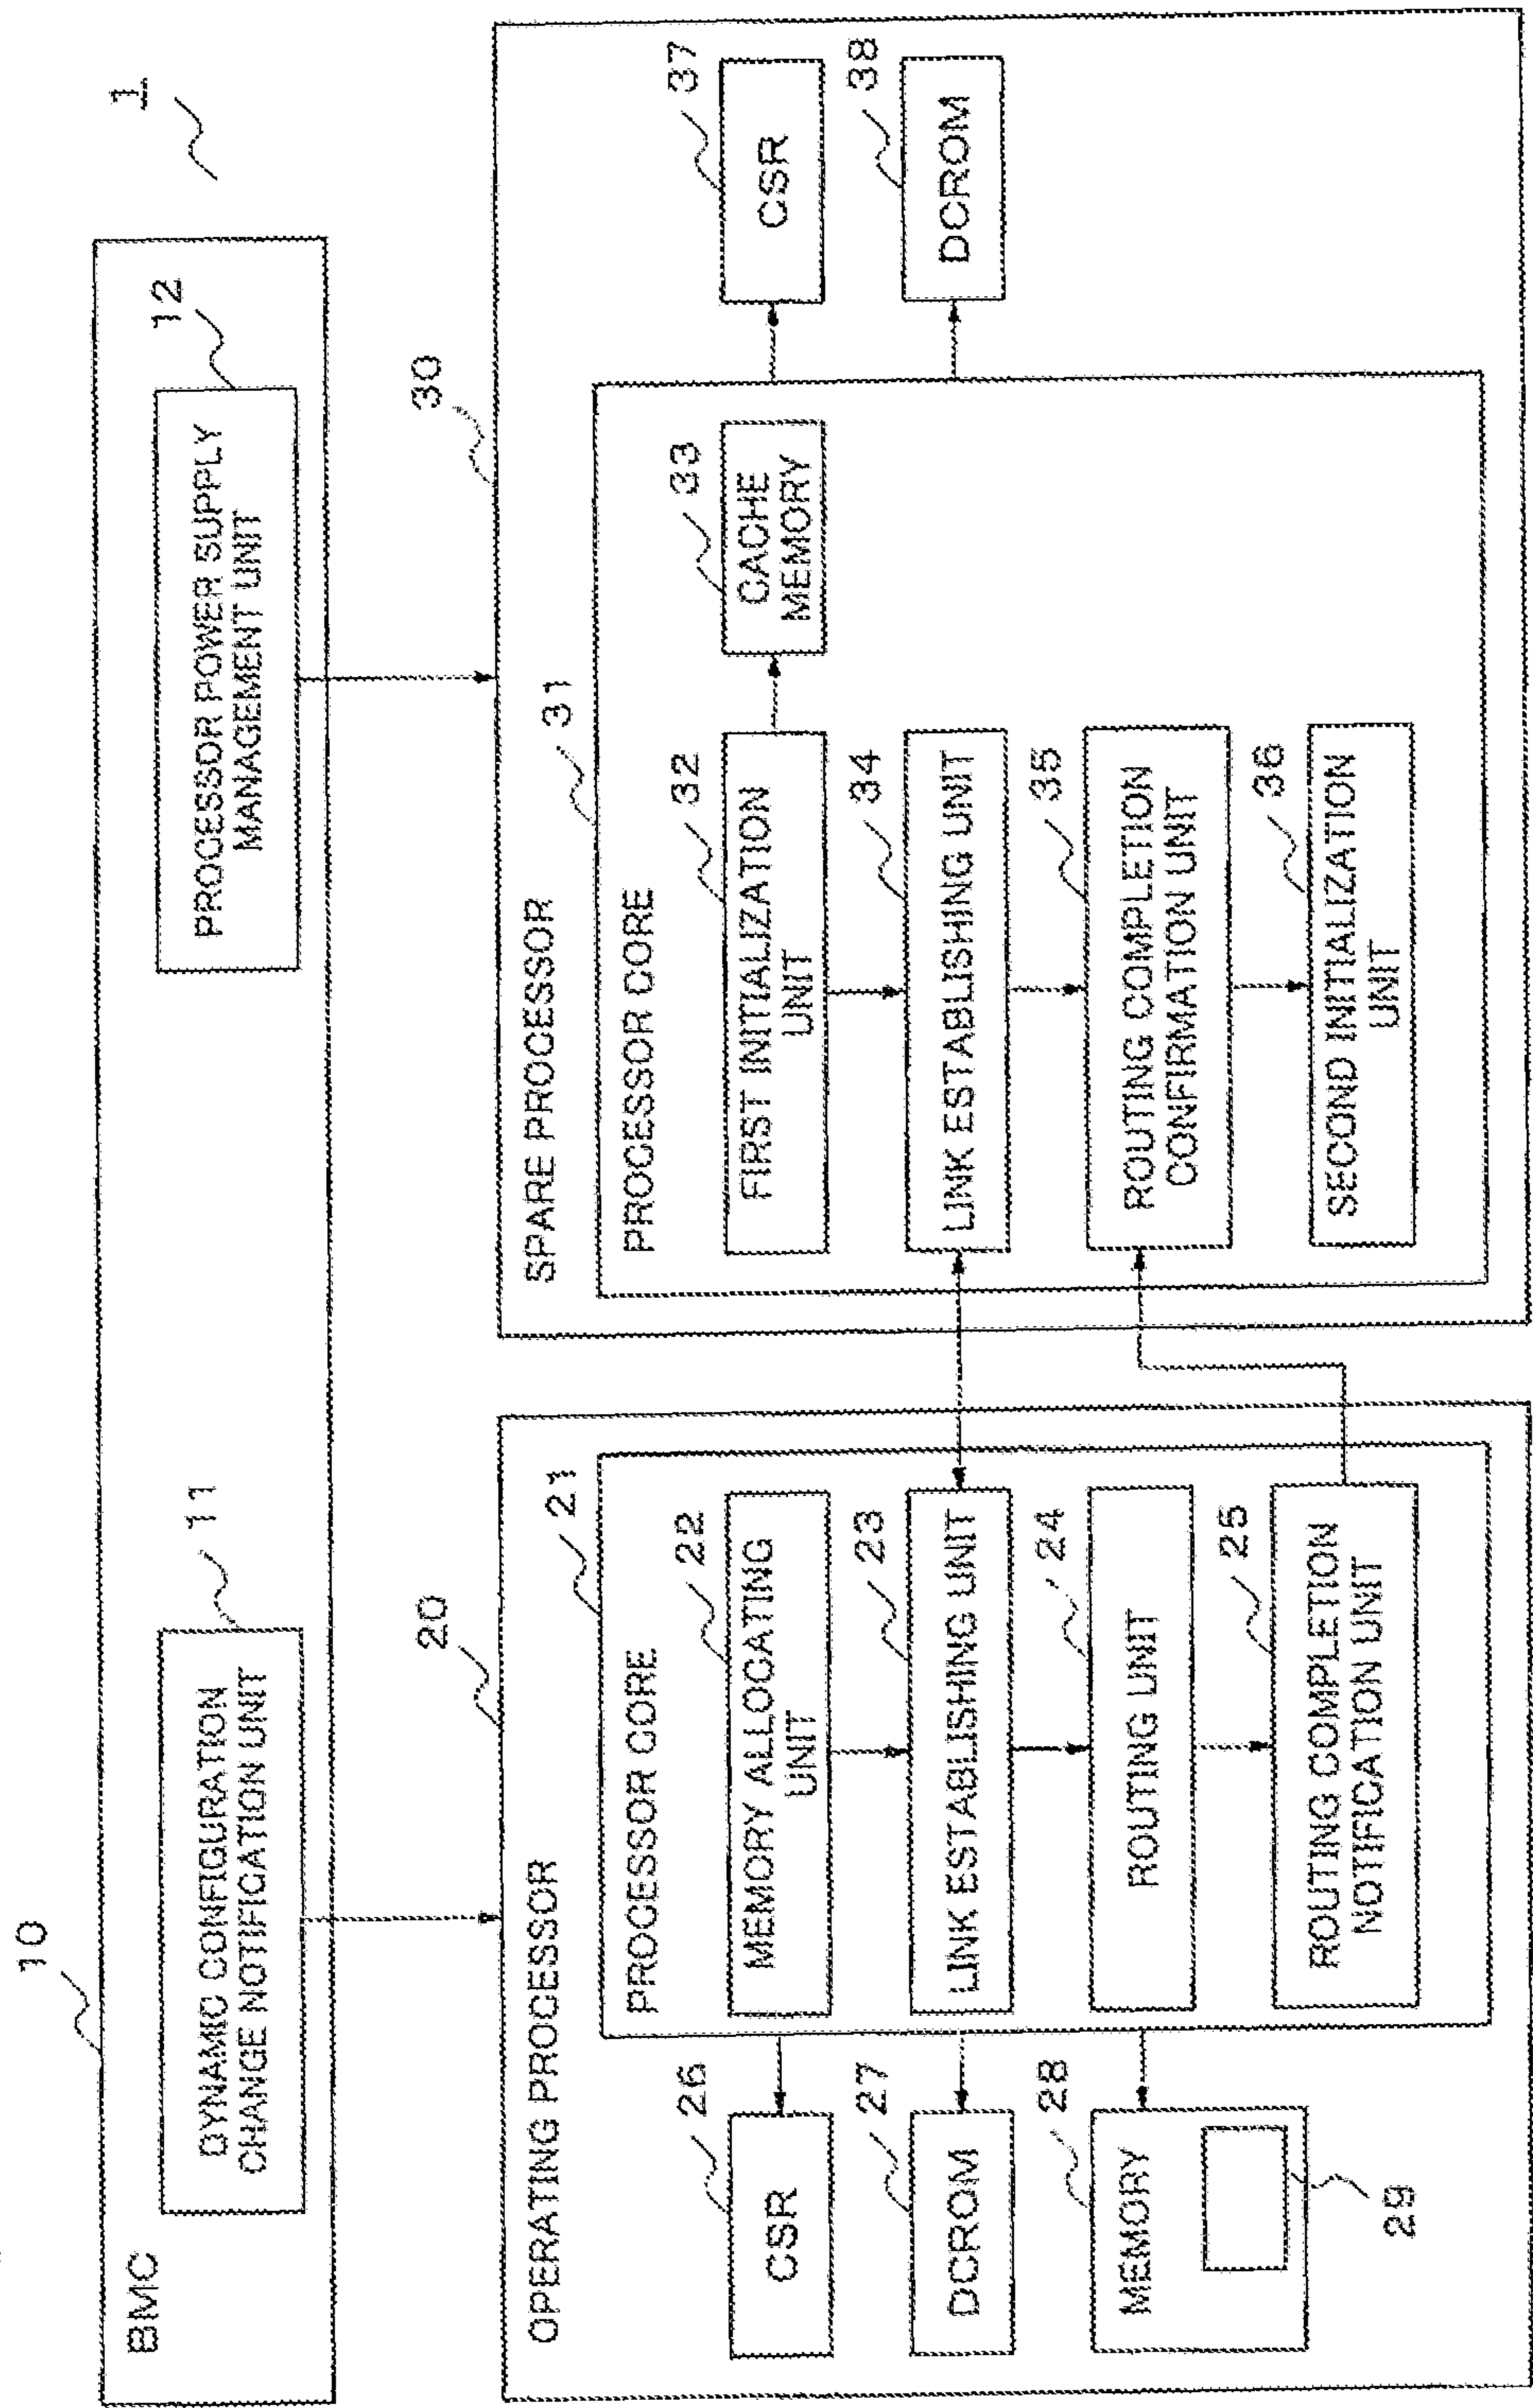 1
10
BMC
DYNAMIC CONFIGURATION
CHANGE NOTIFICATION UNIT
11
PROCESSOR POWER SUPPLY
MANAGEMENT UNIT
12
20
OPERATING PROCESSOR
21
PROCESSOR CORE
MEMORY ALLOCATING
UNIT
22
LINK ESTABLISHING UNIT
23
ROUTING UNIT
24
ROUTING COMPLETION
NOTIFICATION UNIT
25
CSR
26
DCROM
27
MEMORY
28
29
30
SPARE PROCESSOR
31
PROCESSOR CORE
FIRST INITIALIZATION
UNIT
32
CACHE
MEMORY
33
LINK ESTABLISHING UNIT
34
ROUTING COMPLETION
CONFIRMATION UNIT
35
SECOND INITIALIZATION
UNIT
36
CSR
37
DCROM
38